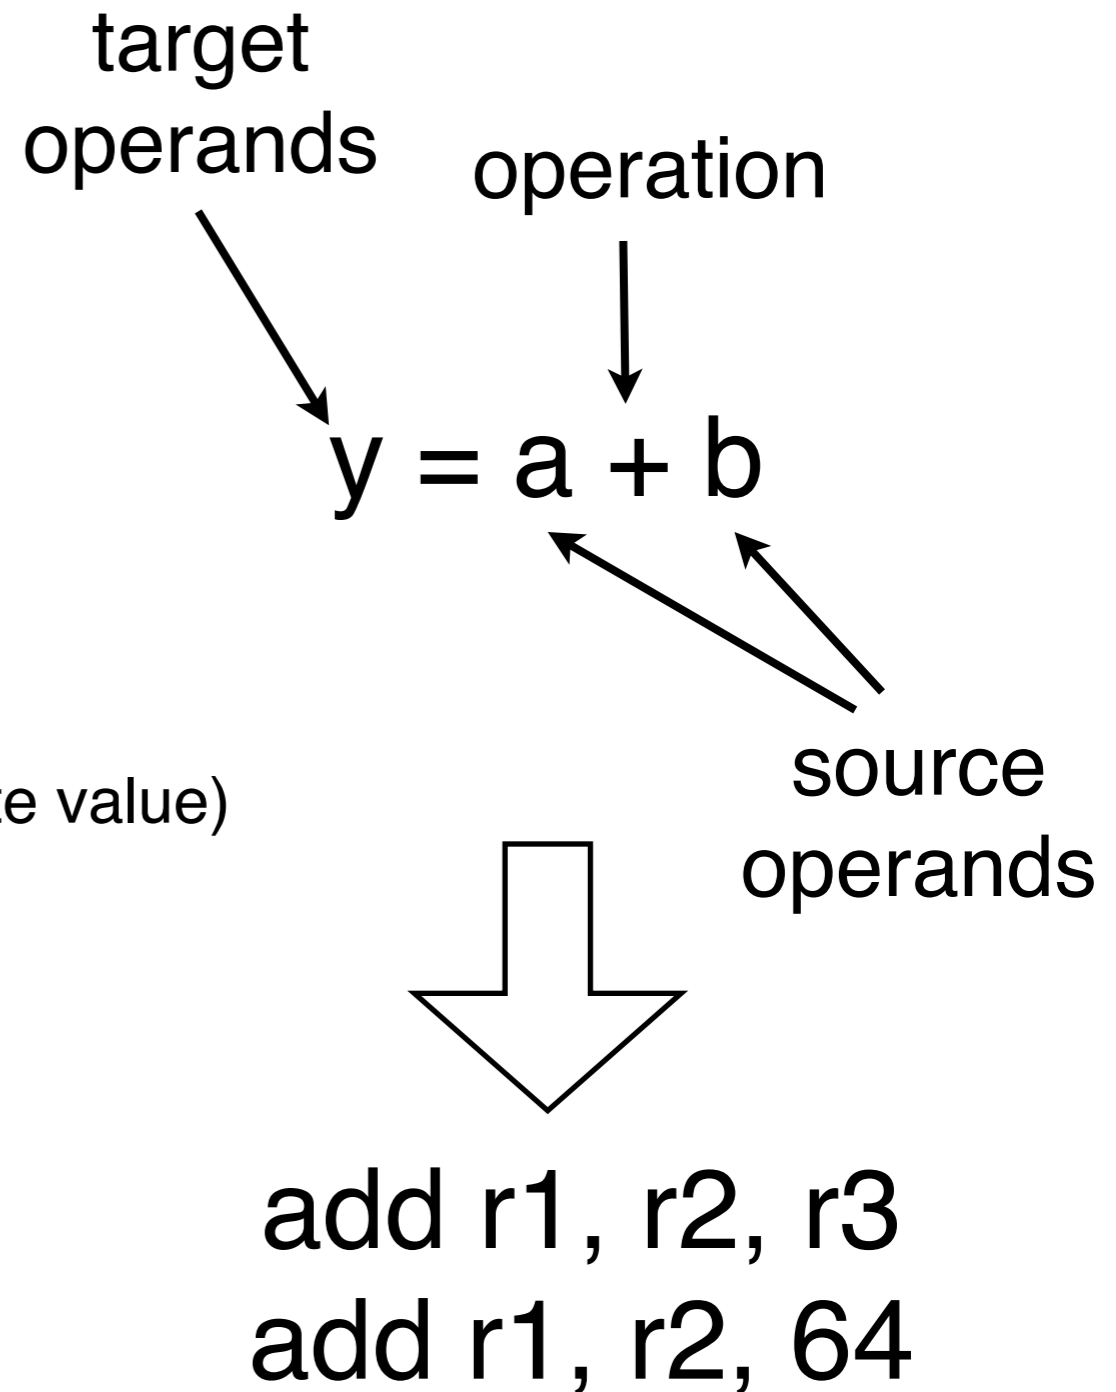 target
operands
operation
y = a + b
source
operands
value)
add r1, r2, r3
add r1, r2, 64